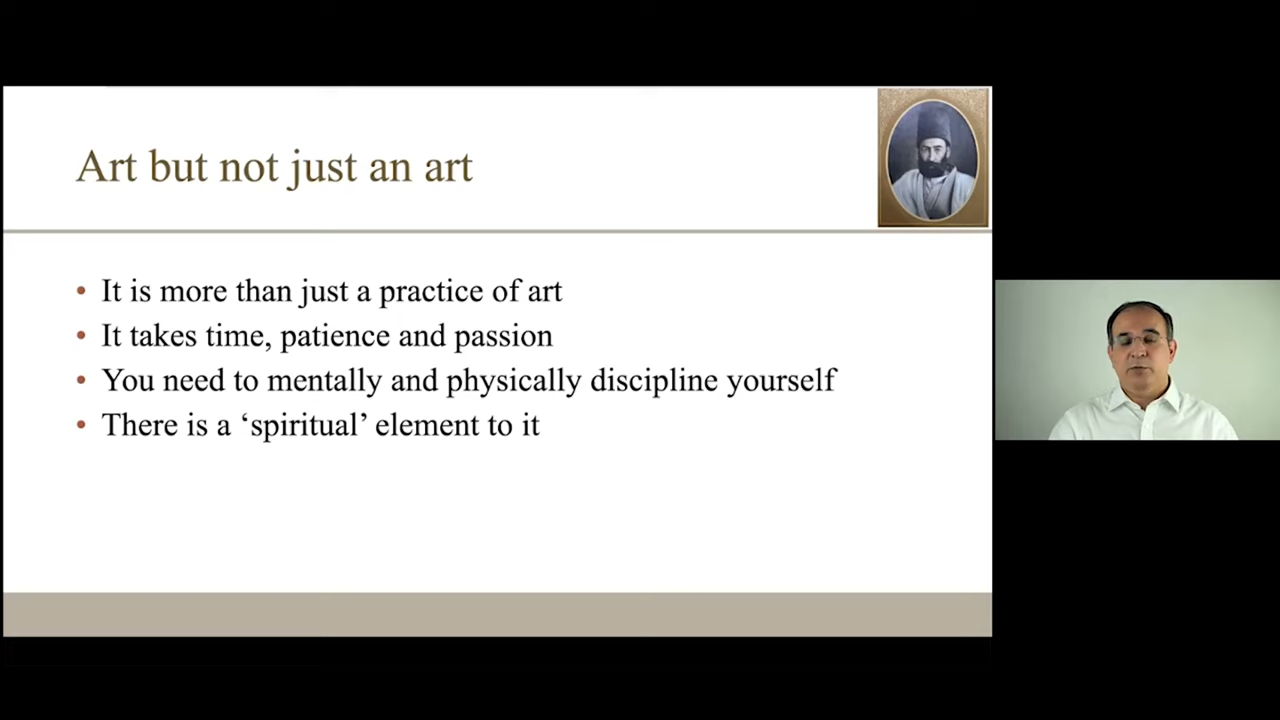 Art but not just an art
• It is more than just a practice of art
• It takes time, patience and passion
• You need to mentally and physically discipline yourself
• There is a ‘spiritual’ element to it